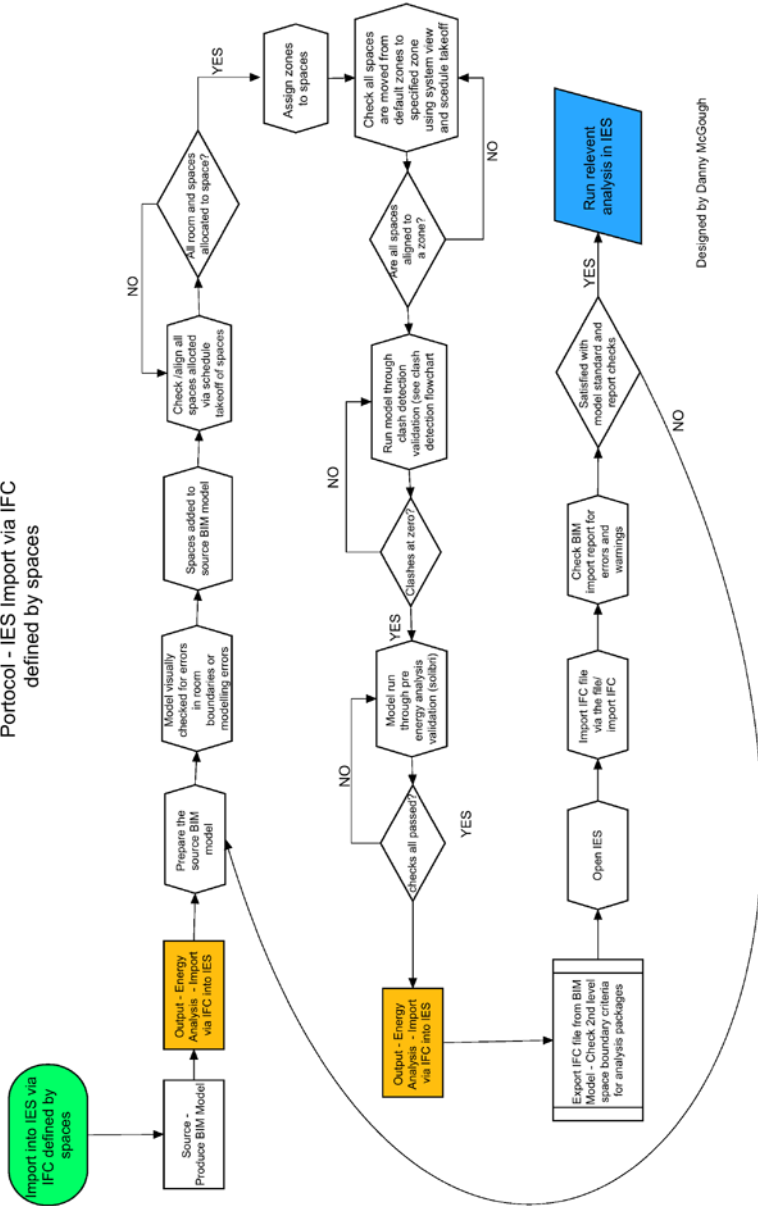 Portocol - IES Import via IFC
defined by spaces
Import into IES via
IFC defined by
spaces
Source -
Produce BIM Model
Output - Energy
Analysis - Import
via IFC into IES
Prepare the
source BIM
model
Model visually
checked for errors
in room
boundaries or
modelling errors
Spaces added to
source BIM model
Check /align all
spaces allocted
via schedule
takeoff of spaces
NO
All room and spaces
allocated to space?
YES
Assign zones
to spaces
Check all spaces
are moved from
default zones to
specified zone
using system view
and scedule takeoff
NO
Are all spaces
aligned to
a zone?
Run model through
clash detection
validation (see clash
detection flowchart
NO
Clashes at zero?
YES
Model run
through pre
energy analysis
validation (solibri)
NO
checks all passed?
YES
Output - Energy
Analysis - Import
via IFC into IES
Export IFC file from BIM
Model - Check 2nd level
space boundary criteria
for analysis packages
Open IES
Import IFC file
via the file/
import IFC
Check BIM
import report for
errors and
warnings
Satisfied with
model standard and
report checks
YES
NO
Run relevent
analysis in IES
Designed by Danny McGough